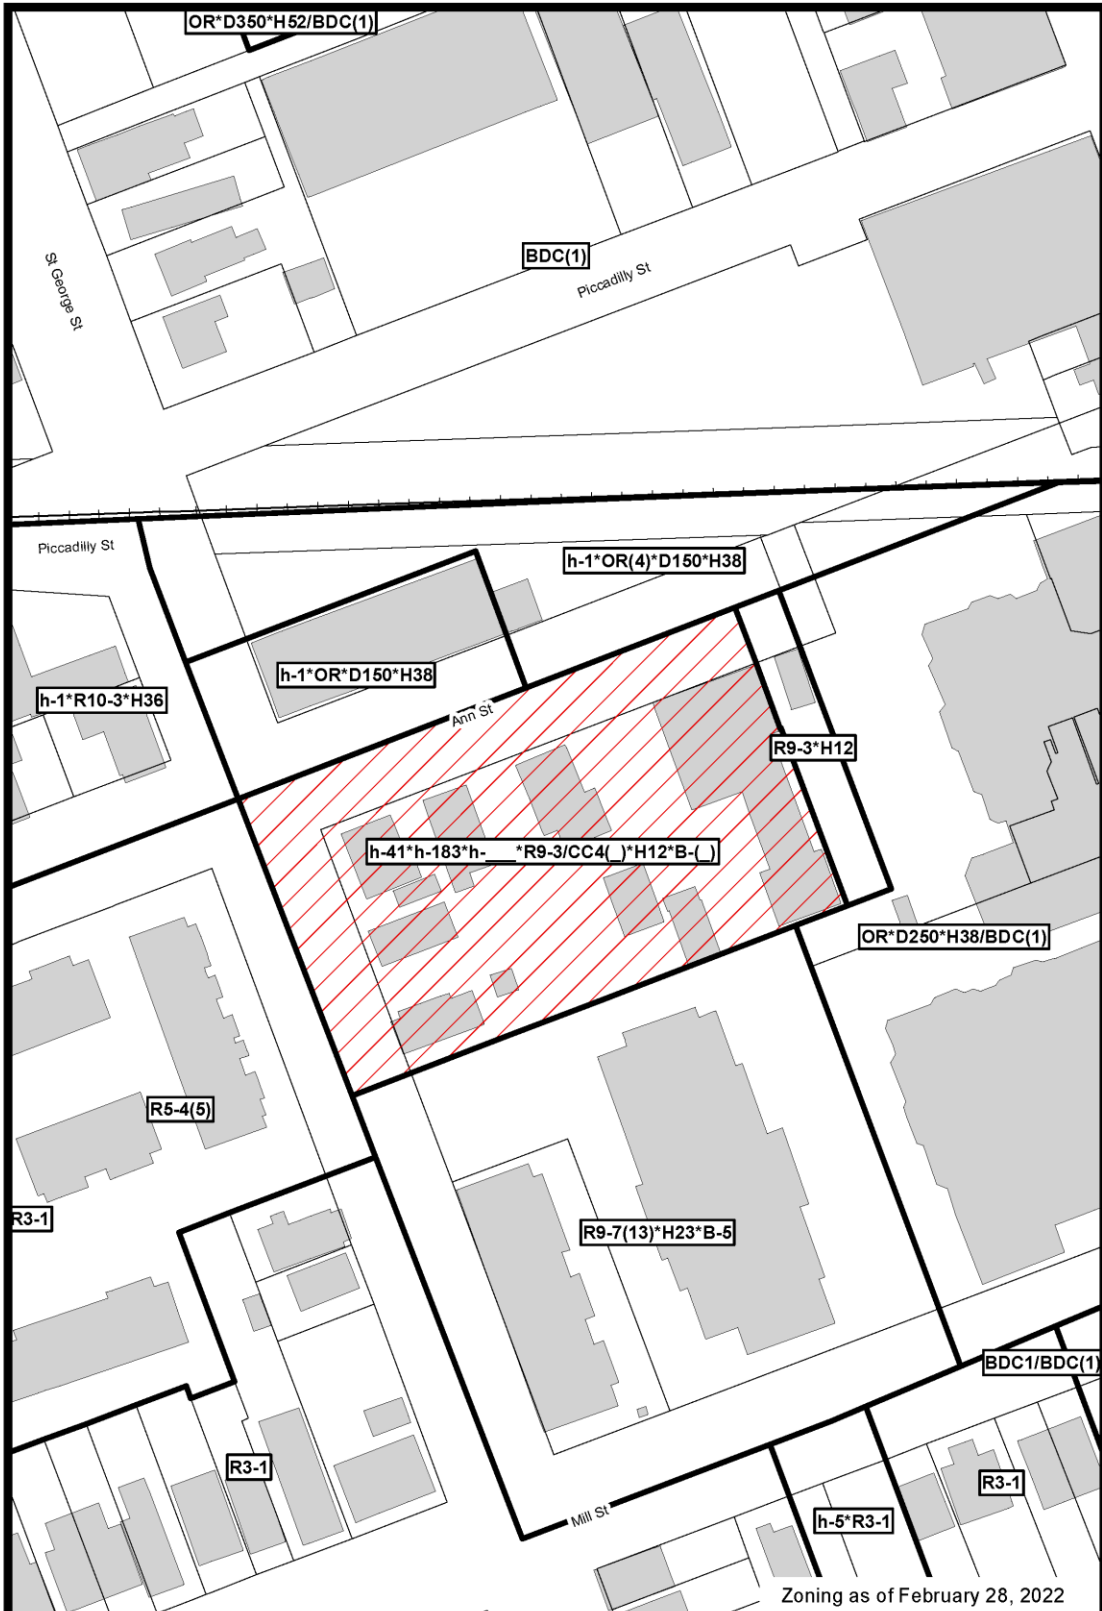 OR*D350*H52/BDC(1)
St George St
BDC(1)
Piccadilly St
Piccadilly St
h-1*OR(4)*D150*H38
h-1*OR*D150*H38
h-1*R10-3*H36
Ann St
R9-3*H12
h-41*h-183*h-___*R9-3/CC4(_)*H12*B-(_)
OR*D250*H38/BDC(1)
R5-4(5)
R3-1
R9-7(13)*H23*B-5
BDC1/BDC(1)
R3-1
R3-1
Mill St
h-5*R3-1
Zoning as of February 28, 2022